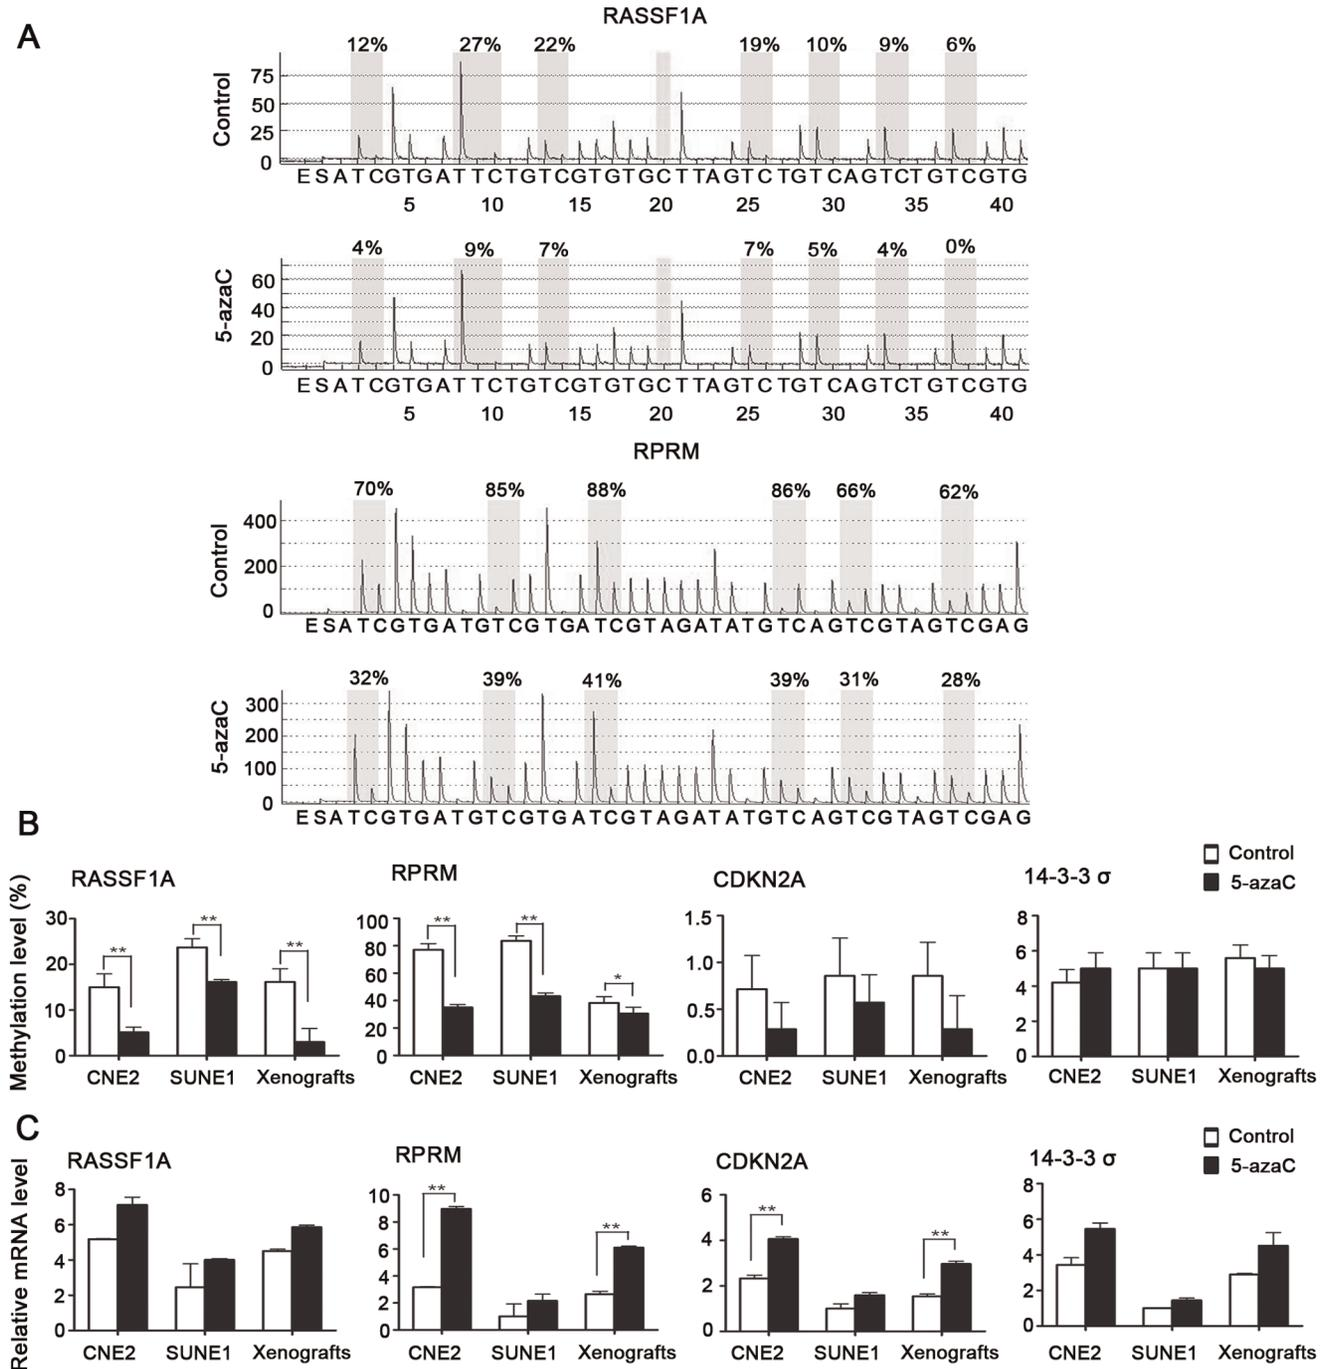 A
RASSF1A
12% 27% 22% 19% 10% 9% 6%
Control
75
50
25
0
E S A T C G T G A T T C T G T C G T G T G C T T A G T C T G T C A G T C T G T C G T G
5 10 15 20 25 30 35 40
4% 9% 7% 7% 5% 4% 0%
5-azaC
60
40
20
0
E S A T C G T G A T T C T G T C G T G T G C T T A G T C T G T C A G T C T G T C G T G
5 10 15 20 25 30 35 40
RPRM
70% 85% 88% 86% 66% 62%
Control
400
200
0
E S A T C G T G A T G T C G T G A T C G T A G A T A T G T C A G T C G T A G T C G A G
32% 39% 41% 39% 31% 28%
5-azaC
300
200
100
0
E S A T C G T G A T G T C G T G A T C G T A G A T A T G T C A G T C G T A G T C G A G
B
Control
5-azaC
Methylation level (%)
RASSF1A
30
20
10
0
** ** **
CNE2 SUNE1 Xenografts
RPRM
100
80
60
40
20
0
** ** *
CNE2 SUNE1 Xenografts
CDKN2A
1.5
1.0
0.5
0.0
CNE2 SUNE1 Xenografts
14-3-3 σ
8
6
4
2
0
CNE2 SUNE1 Xenografts
C
Control
5-azaC
Relative mRNA level
RASSF1A
8
6
4
2
0
CNE2 SUNE1 Xenografts
RPRM
10
8
6
4
2
0
** **
CNE2 SUNE1 Xenografts
CDKN2A
6
4
2
0
** **
CNE2 SUNE1 Xenografts
14-3-3 σ
8
6
4
2
0
CNE2 SUNE1 Xenografts